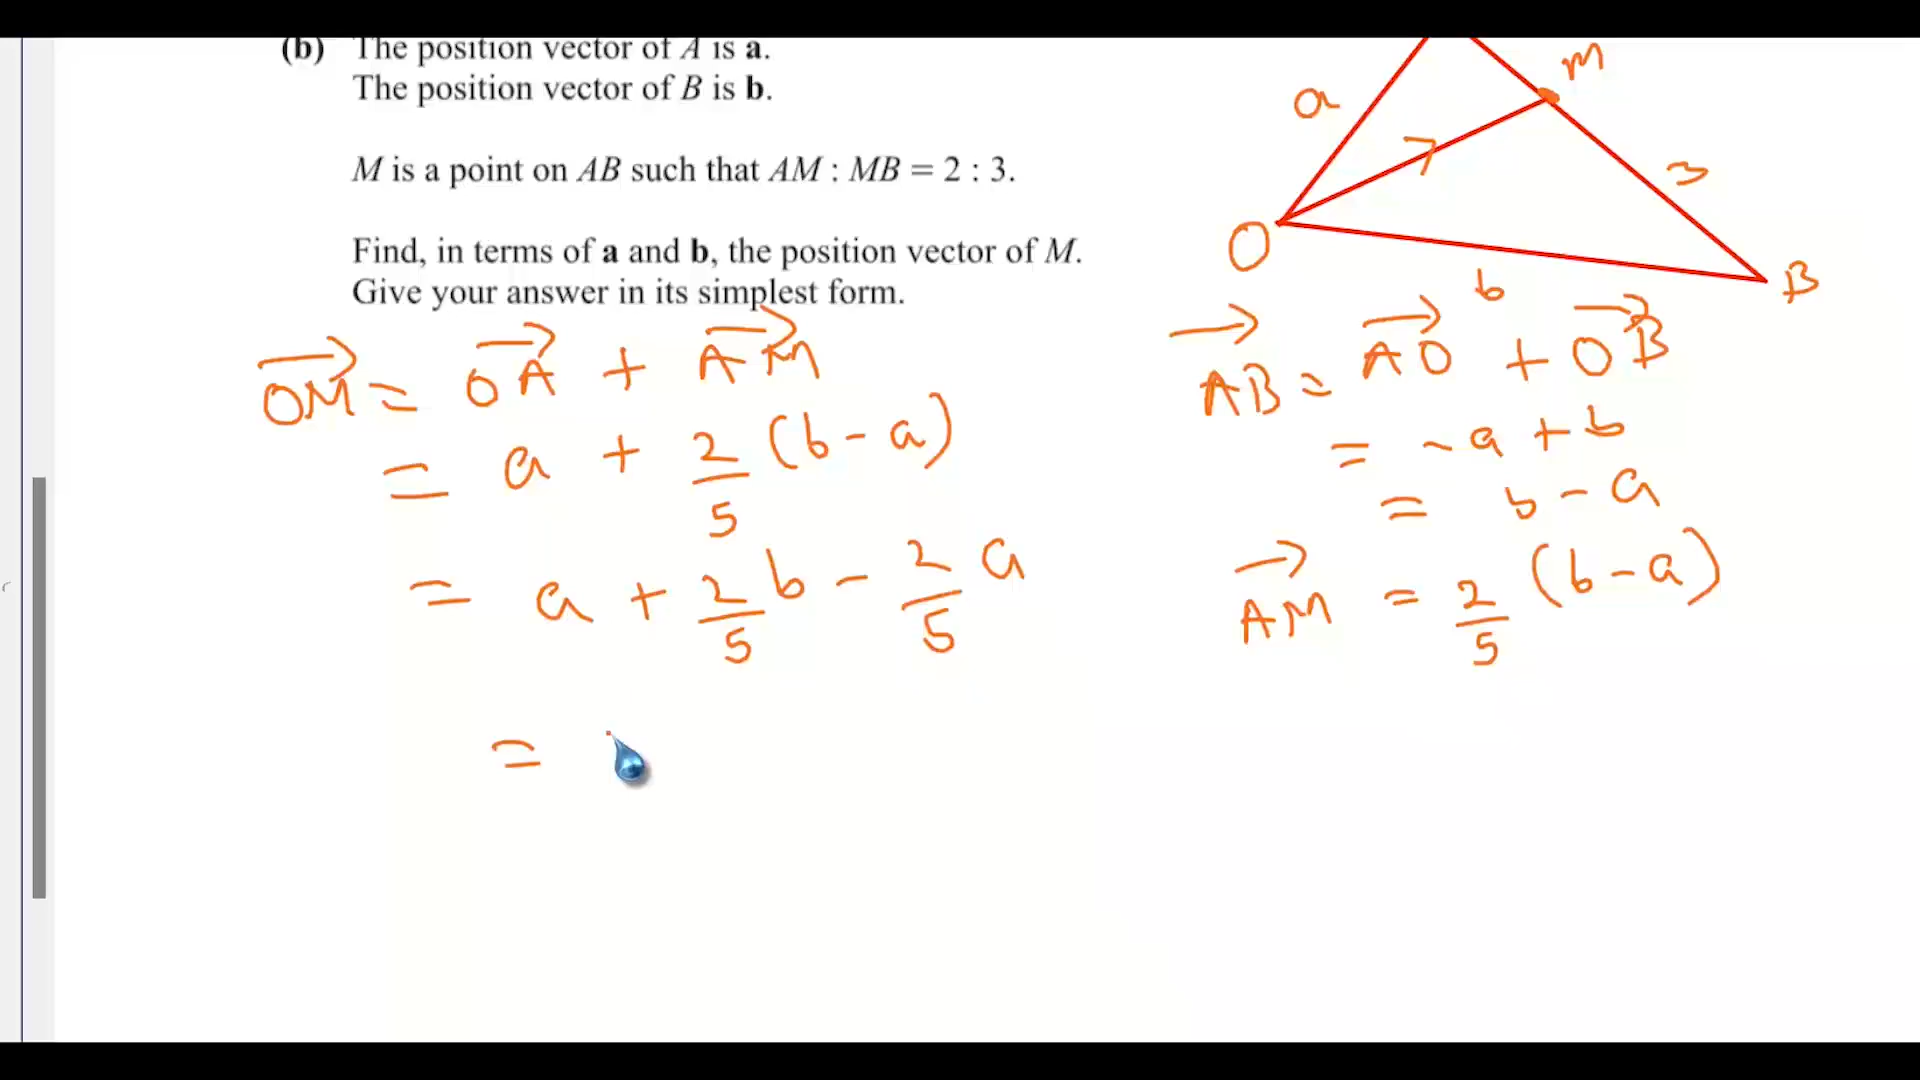 (b) The position vector of A is a.
The position vector of B is b.
M is a point on AB such that AM : MB = 2 : 3.
Find, in terms of a and b, the position vector of M.
Give your answer in its simplest form.
a
M
3
O
b
B
→OM = →OA + →AM
= a + 2/5 (b - a)
= a + 2/5 b - 2/5 a
=
→AB = →AO + →OB
= -a + b
= b - a
→AM = 2/5 (b - a)